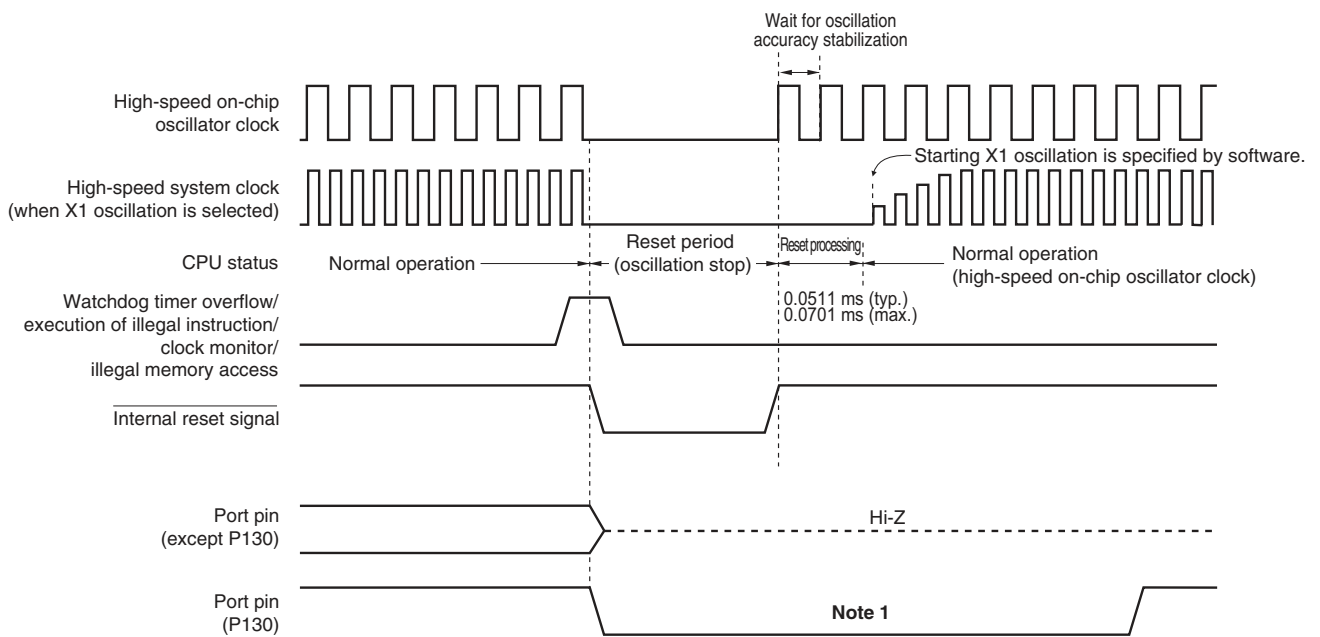 Wait for oscillation
accuracy stabilization
High-speed on-chip
oscillator clock
Starting X1 oscillation is specified by software.
High-speed system clock
(when X1 oscillation is selected)
CPU status
Normal operation
Reset period
(oscillation stop)
Reset processing
Normal operation
(high-speed on-chip oscillator clock)
0.0511 ms (typ.)
0.0701 ms (max.)
Watchdog timer overflow/
execution of illegal instruction/
clock monitor/
illegal memory access
Internal reset signal
Port pin
(except P130)
Hi-Z
Port pin
(P130)
Note 1